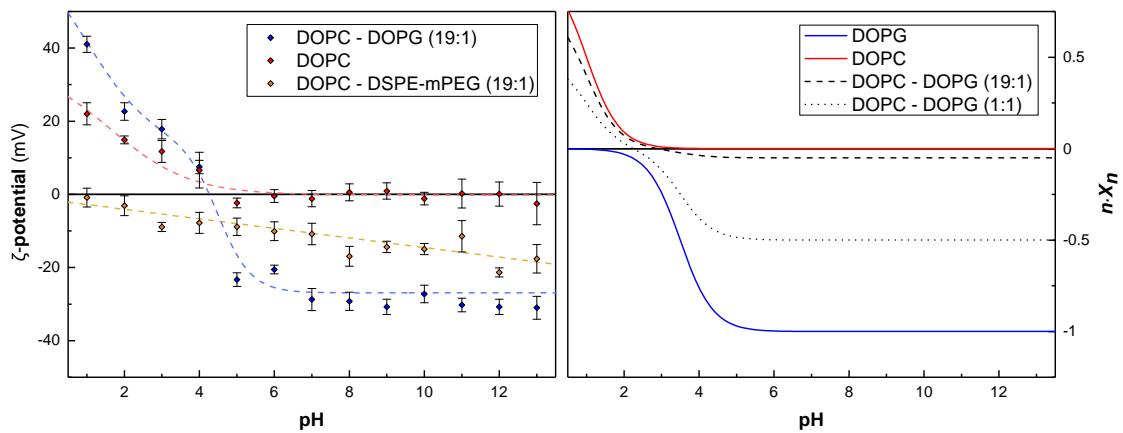 DOPC - DOPG (19:1)
DOPC
DOPC - DSPE-mPEG (19:1)
40
20
0
-20
-40
ζ-potential (mV)
2 4 6 8 10 12
pH
DOPG
DOPC
DOPC - DOPG (19:1)
DOPC - DOPG (1:1)
0.5
0
-0.5
-1
n·Xn
2 4 6 8 10 12
pH